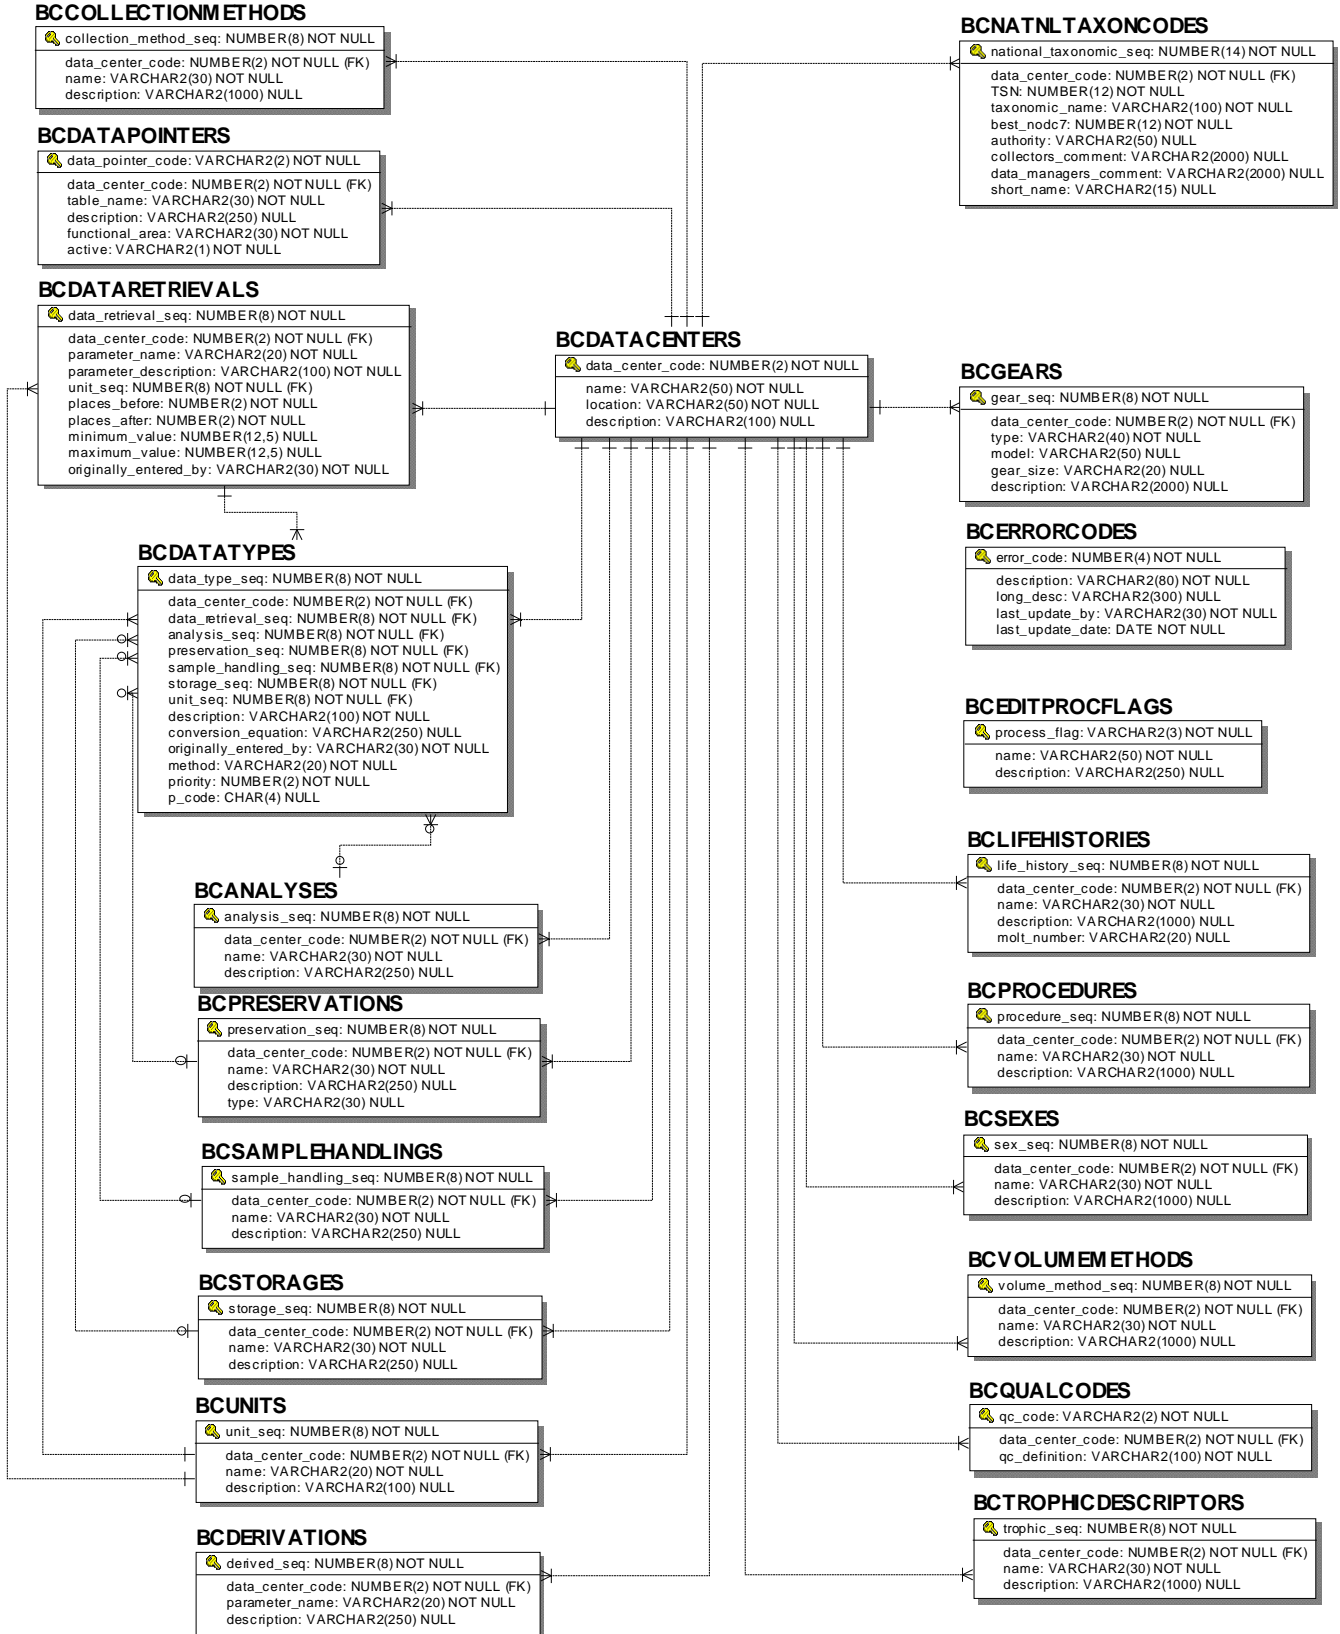 BCCOLLECTIONMETHODS
collection_method_seq: NUMBER(8) NOT NULL
data_center_code: NUMBER(2) NOT NULL (FK)
name: VARCHAR2(30) NOT NULL
description: VARCHAR2(1000) NULL
BCDATAPOINTERS
data_pointer_code: VARCHAR2(2) NOT NULL
data_center_code: NUMBER(2) NOT NULL (FK)
table_name: VARCHAR2(30) NOT NULL
description: VARCHAR2(250) NULL
functional_area: VARCHAR2(30) NOT NULL
active: VARCHAR2(1) NOT NULL
BCDATARETRIEVALS
data_retrieval_seq: NUMBER(8) NOT NULL
data_center_code: NUMBER(2) NOT NULL (FK)
parameter_name: VARCHAR2(20) NOT NULL
parameter_description: VARCHAR2(100) NOT NULL
unit_seq: NUMBER(8) NOT NULL (FK)
places_before: NUMBER(2) NOT NULL
places_after: NUMBER(2) NOT NULL
minimum_value: NUMBER(12,5) NULL
maximum_value: NUMBER(12,5) NULL
originally_entered_by: VARCHAR2(30) NOT NULL
BCDATATYPES
data_type_seq: NUMBER(8) NOT NULL
data_center_code: NUMBER(2) NOT NULL (FK)
data_retrieval_seq: NUMBER(8) NOT NULL (FK)
analysis_seq: NUMBER(8) NOT NULL (FK)
preservation_seq: NUMBER(8) NOT NULL (FK)
sample_handling_seq: NUMBER(8) NOT NULL (FK)
storage_seq: NUMBER(8) NOT NULL (FK)
unit_seq: NUMBER(8) NOT NULL (FK)
description: VARCHAR2(100) NOT NULL
conversion_equation: VARCHAR2(250) NULL
originally_entered_by: VARCHAR2(30) NOT NULL
method: VARCHAR2(20) NOT NULL
priority: NUMBER(2) NOT NULL
p_code: CHAR(4) NULL
BCANALYSES
analysis_seq: NUMBER(8) NOT NULL
data_center_code: NUMBER(2) NOT NULL (FK)
name: VARCHAR2(30) NOT NULL
description: VARCHAR2(250) NULL
BCPRESERVATIONS
preservation_seq: NUMBER(8) NOT NULL
data_center_code: NUMBER(2) NOT NULL (FK)
name: VARCHAR2(30) NOT NULL
description: VARCHAR2(250) NULL
type: VARCHAR2(30) NULL
BCSAMPLEHANDLINGS
sample_handling_seq: NUMBER(8) NOT NULL
data_center_code: NUMBER(2) NOT NULL (FK)
name: VARCHAR2(30) NOT NULL
description: VARCHAR2(250) NULL
BCSTORAGES
storage_seq: NUMBER(8) NOT NULL
data_center_code: NUMBER(2) NOT NULL (FK)
name: VARCHAR2(30) NOT NULL
description: VARCHAR2(250) NULL
BCUNITS
unit_seq: NUMBER(8) NOT NULL
data_center_code: NUMBER(2) NOT NULL (FK)
name: VARCHAR2(20) NOT NULL
description: VARCHAR2(100) NULL
BCDERIVATIONS
derived_seq: NUMBER(8) NOT NULL
data_center_code: NUMBER(2) NOT NULL (FK)
parameter_name: VARCHAR2(20) NOT NULL
description: VARCHAR2(250) NULL
BCDATACENTERS
data_center_code: NUMBER(2) NOT NULL
name: VARCHAR2(50) NOT NULL
location: VARCHAR2(50) NOT NULL
description: VARCHAR2(100) NULL
BCNATNLTAXONCODES
national_taxonomic_seq: NUMBER(14) NOT NULL
data_center_code: NUMBER(2) NOT NULL (FK)
TSN: NUMBER(12) NOT NULL
taxonomic_name: VARCHAR2(100) NOT NULL
best_nodc7: NUMBER(12) NOT NULL
authority: VARCHAR2(50) NULL
collectors_comment: VARCHAR2(2000) NULL
data_managers_comment: VARCHAR2(2000) NULL
short_name: VARCHAR2(15) NULL
BCGEARS
gear_seq: NUMBER(8) NOT NULL
data_center_code: NUMBER(2) NOT NULL (FK)
type: VARCHAR2(40) NOT NULL
model: VARCHAR2(50) NULL
gear_size: VARCHAR2(20) NULL
description: VARCHAR2(2000) NULL
BCERRORCODES
error_code: NUMBER(4) NOT NULL
description: VARCHAR2(80) NOT NULL
long_desc: VARCHAR2(300) NULL
last_update_by: VARCHAR2(30) NOT NULL
last_update_date: DATE NOT NULL
BCEDITPROCFLAGS
process_flag: VARCHAR2(3) NOT NULL
name: VARCHAR2(50) NOT NULL
description: VARCHAR2(250) NULL
BCLIFEHISTORIES
life_history_seq: NUMBER(8) NOT NULL
data_center_code: NUMBER(2) NOT NULL (FK)
name: VARCHAR2(30) NOT NULL
description: VARCHAR2(1000) NULL
molt_number: VARCHAR2(20) NULL
BCPROCEDURES
procedure_seq: NUMBER(8) NOT NULL
data_center_code: NUMBER(2) NOT NULL (FK)
name: VARCHAR2(30) NOT NULL
description: VARCHAR2(1000) NULL
BCSEXES
sex_seq: NUMBER(8) NOT NULL
data_center_code: NUMBER(2) NOT NULL (FK)
name: VARCHAR2(30) NOT NULL
description: VARCHAR2(1000) NULL
BCVOLUMEMETHODS
volume_method_seq: NUMBER(8) NOT NULL
data_center_code: NUMBER(2) NOT NULL (FK)
name: VARCHAR2(30) NOT NULL
description: VARCHAR2(1000) NULL
BCQUALCODES
qc_code: VARCHAR2(2) NOT NULL
data_center_code: NUMBER(2) NOT NULL (FK)
qc_definition: VARCHAR2(100) NOT NULL
BCTROPHICDESCRIPTORS
trophic_seq: NUMBER(8) NOT NULL
data_center_code: NUMBER(2) NOT NULL (FK)
name: VARCHAR2(30) NOT NULL
description: VARCHAR2(1000) NULL